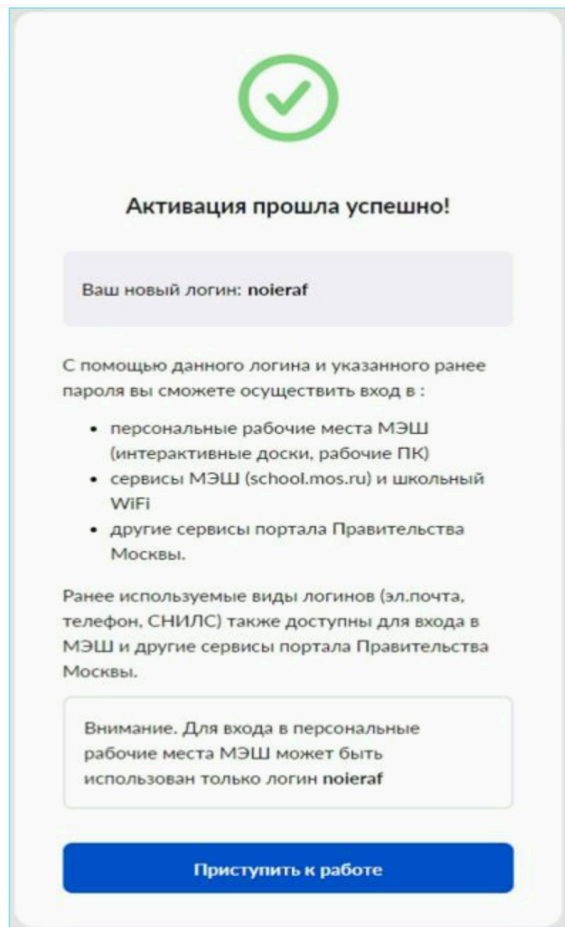 Активация прошла успешно!
Ваш новый логин: noieraf
С помощью данного логина и указанного ранее
пароля вы сможете осуществить вход в :
• персональные рабочие места МЭШ
(интерактивные доски, рабочие ПК)
• сервисы МЭШ (school.mos.ru) и школьный
WiFi
• другие сервисы портала Правительства
Москвы.
Ранее используемые виды логинов (эл.почта,
телефон, СНИЛС) также доступны для входа в
МЭШ и другие сервисы портала Правительства
Москвы.
Внимание. Для входа в персональные
рабочие места МЭШ может быть
использован только логин noieraf
Приступить к работе